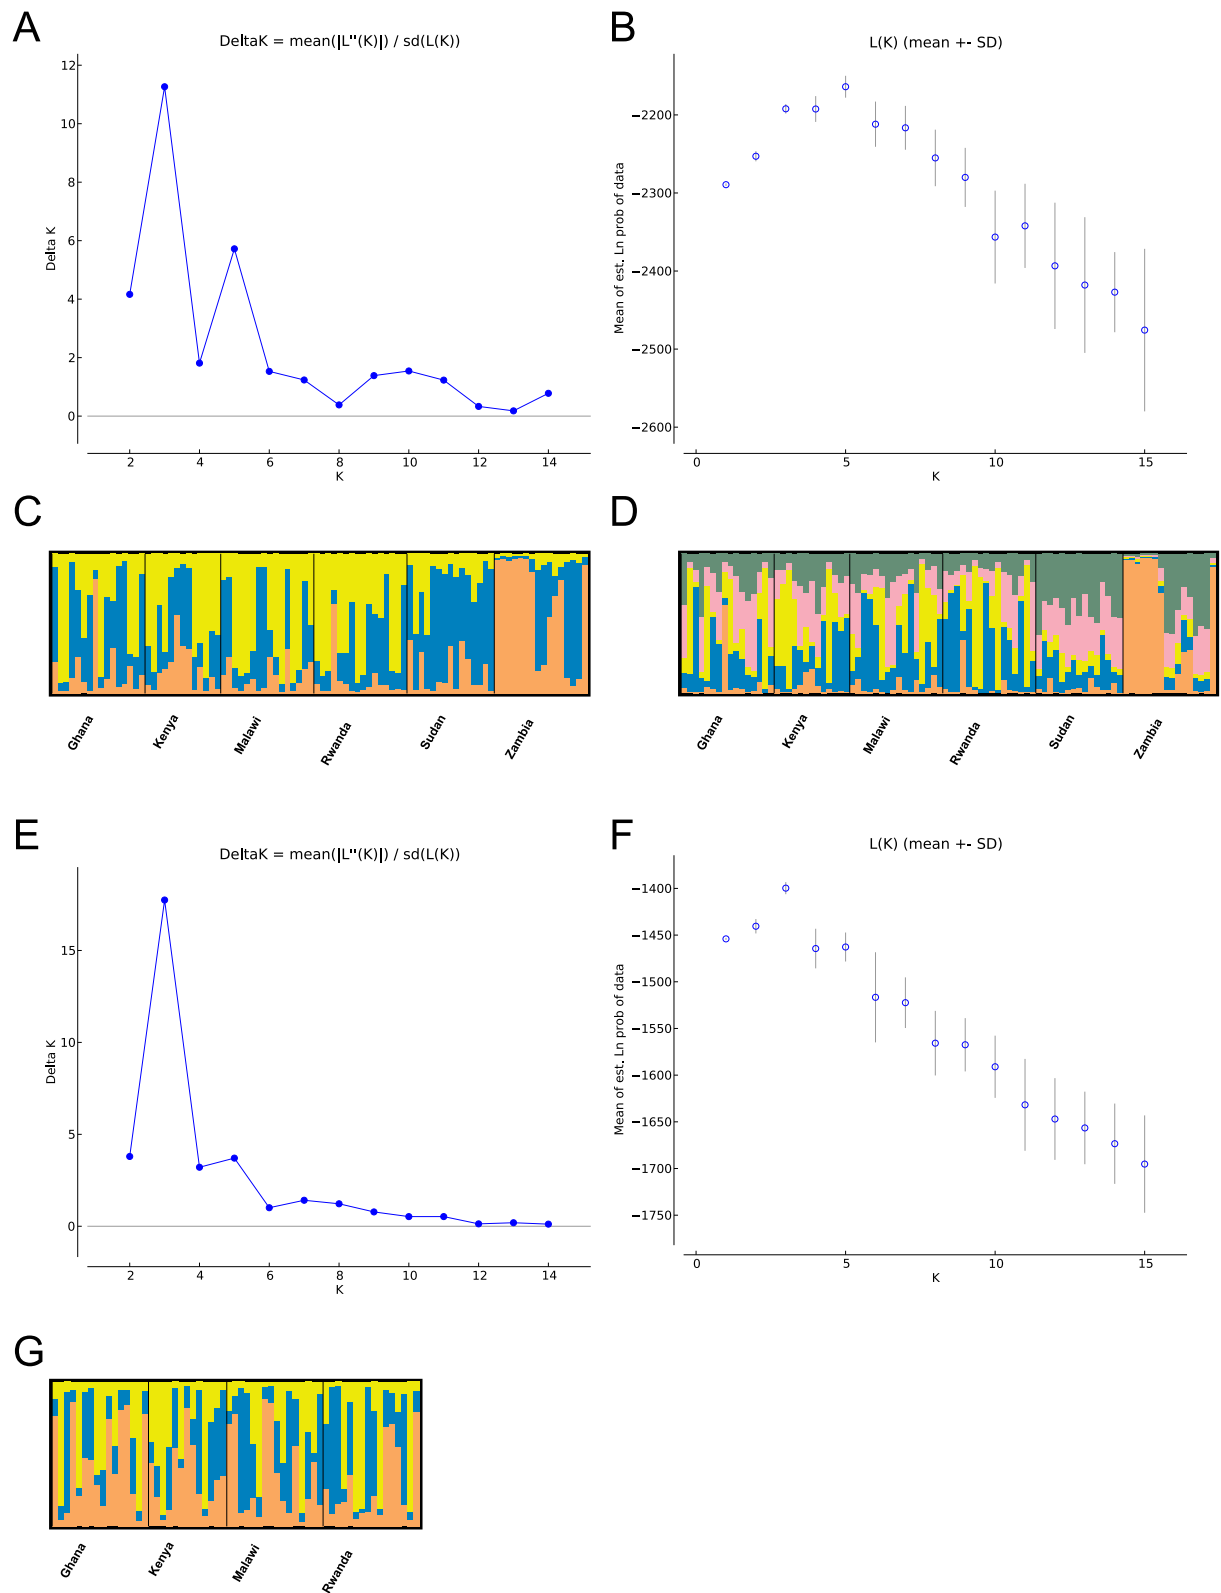 A
DeltaK = mean(|L"(K)|) / sd(L(K))
12
10
8
6
4
2
0
Delta K
2 4 6 8 10 12 14
K
B
L(K) (mean +- SD)
−2200
−2300
−2400
−2500
−2600
Mean of est. Ln prob of data
0 5 10 15
K
C
Ghana Kenya Malawi Rwanda Sudan Zambia
D
Ghana Kenya Malawi Rwanda Sudan Zambia
E
DeltaK = mean(|L"(K)|) / sd(L(K))
15
10
5
0
Delta K
2 4 6 8 10 12 14
K
F
L(K) (mean +- SD)
−1400
−1450
−1500
−1550
−1600
−1650
−1700
−1750
Mean of est. Ln prob of data
0 5 10 15
K
G
Ghana Kenya Malawi Rwanda